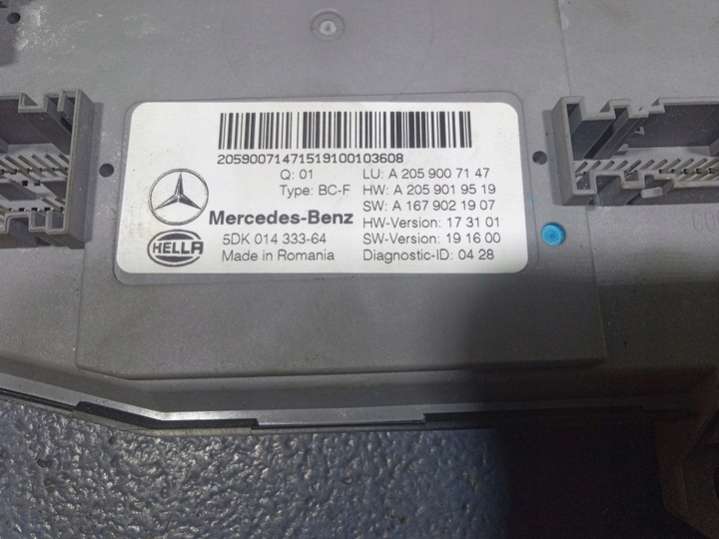 20590071471519100103608
Q: 01
Type: BC-F
LU: A 205 900 71 47
HW: A 205 901 95 19
SW: A 167 902 19 07
Mercedes-Benz
HW-Version: 17 31 01
HELLA
5DK 014 333-64
SW-Version: 19 16 00
Made in Romania
Diagnostic-ID: 04 28